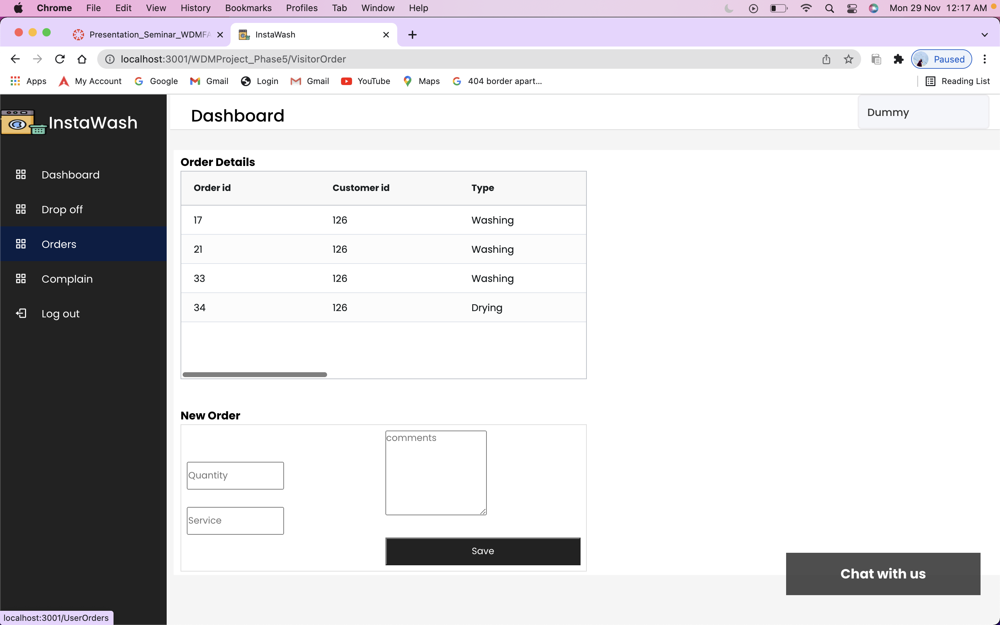 Chrome File Edit View History Bookmarks Profiles Tab Window Help Mon 29 Nov 12:17 AM
Presentation_Seminar_WDMFA InstaWash
localhost:3001/WDMProject_Phase5/VisitorOrder Paused
Apps My Account Google Gmail Login Gmail YouTube Maps 404 border apart... Reading List
InstaWash
Dashboard
Drop off
Orders
Complain
Log out
Dashboard Dummy
Order Details
Order id Customer id Type
17 126 Washing
21 126 Washing
33 126 Washing
34 126 Drying
New Order
comments
Quantity
Service
Save
Chat with us
localhost:3001/UserOrders